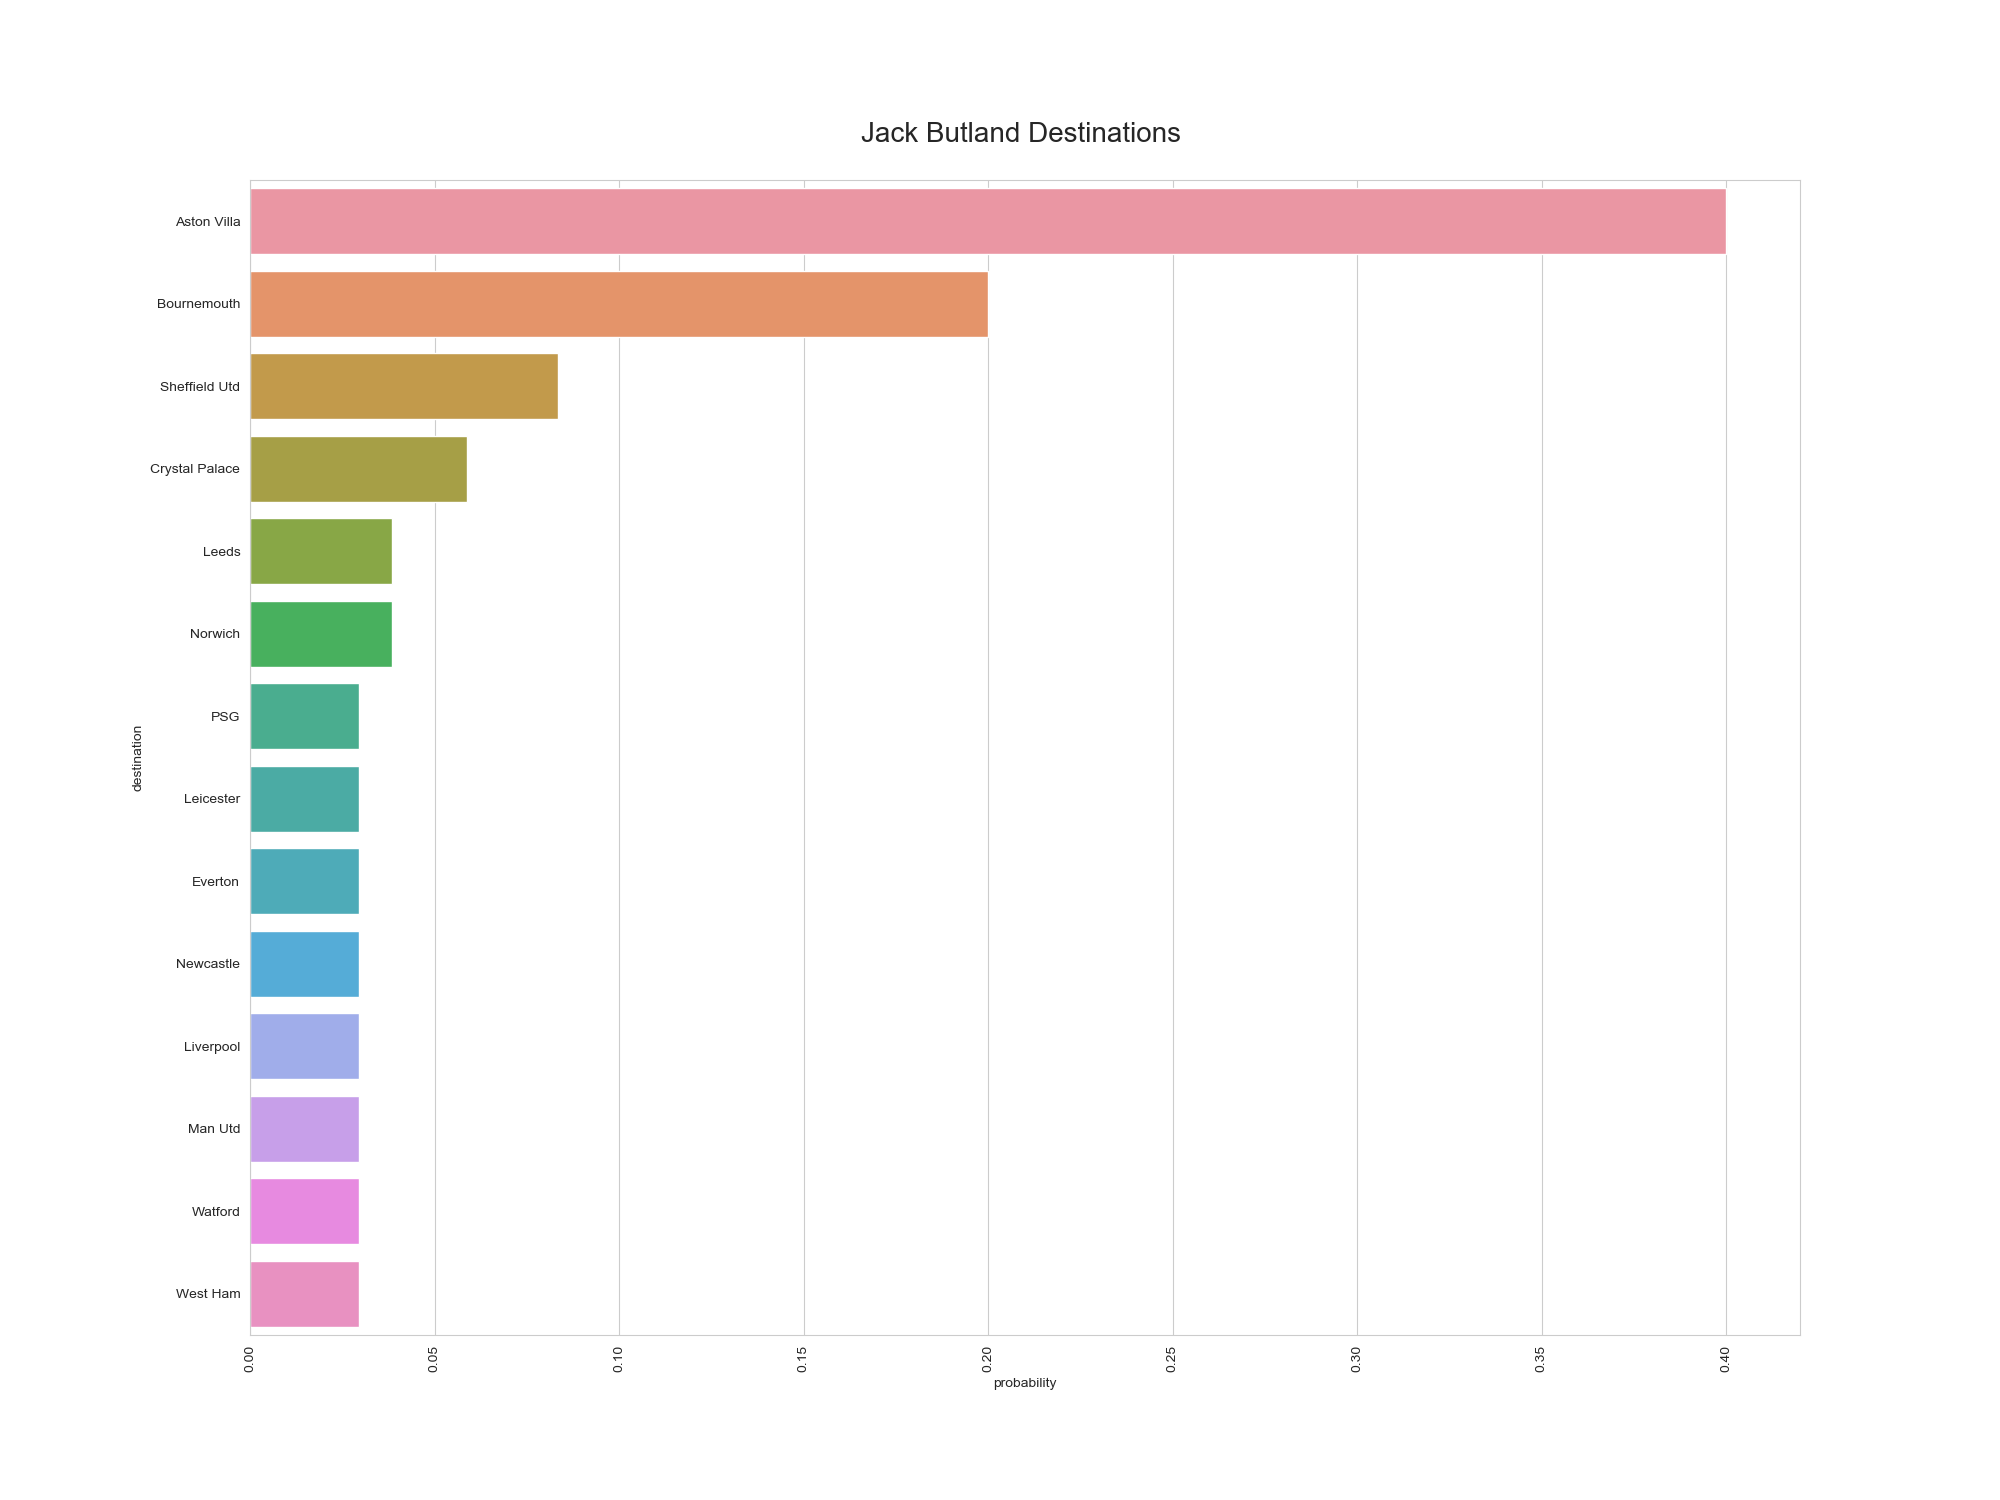 Jack Butland Destinations
Aston Villa
Bournemouth
Sheffield Utd
Crystal Palace
Leeds
Norwich
PSG
Leicester
Everton
Newcastle
Liverpool
Man Utd
Watford
West Ham
destination
0.00
0.05
0.10
0.15
0.20
0.25
0.30
0.35
0.40
probability